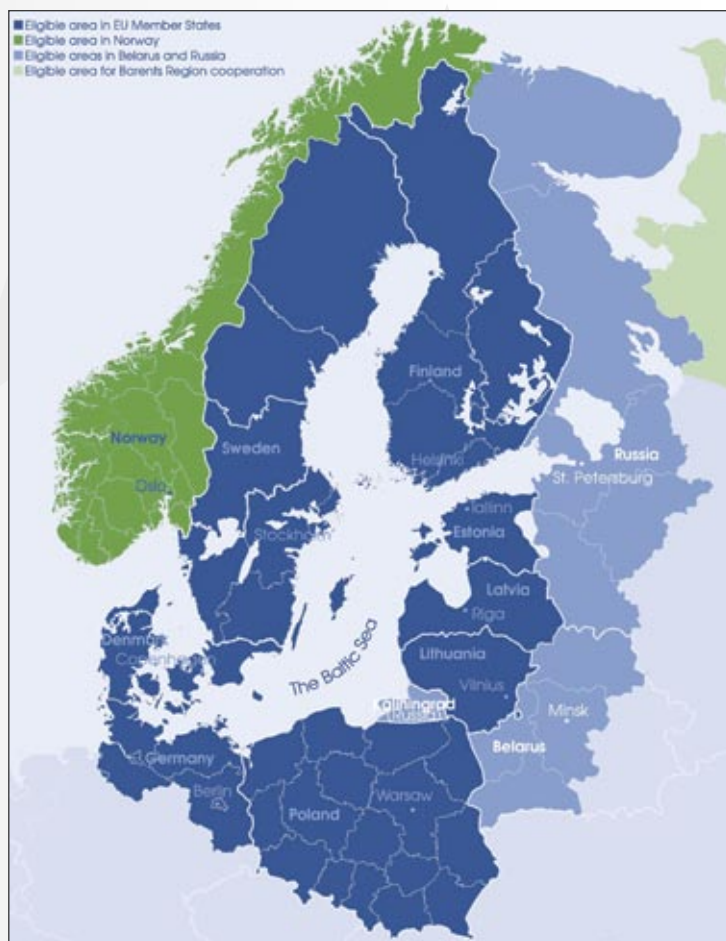 Eligible area in EU Member States
Eligible area in Norway
Eligible areas in Belarus and Russia
Eligible area for Barents Region cooperation
Finland
Norway
Sweden
Helsinki
Russia
Oslo
St. Petersburg
Tallinn
Stockholm
Estonia
Latvia
Riga
Denmark
Copenhagen
Lithuania
The Baltic Sea
Vilnius
Kaliningrad
Russia
Minsk
Belarus
Germany
Berlin
Warsaw
Poland